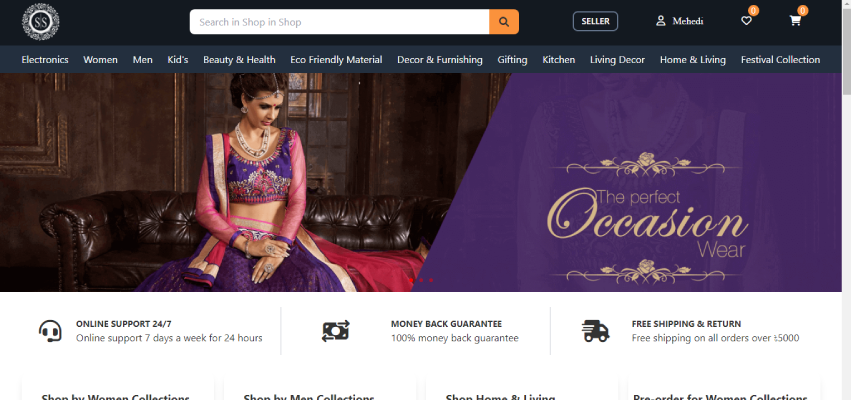 SS
Search in Shop in Shop
SELLER
Mehedi
0
0
Electronics Women Men Kid's Beauty & Health Eco Friendly Material Decor & Furnishing Gifting Kitchen Living Decor Home & Living Festival Collection
The perfect
Occasion
Wear
ONLINE SUPPORT 24/7
Online support 7 days a week for 24 hours
MONEY BACK GUARANTEE
100% money back guarantee
FREE SHIPPING & RETURN
Free shipping on all orders over ৳5000
Shop by Women Collections
Shop by Men Collections
Shop Home & Living
Pre-order for Women Collections